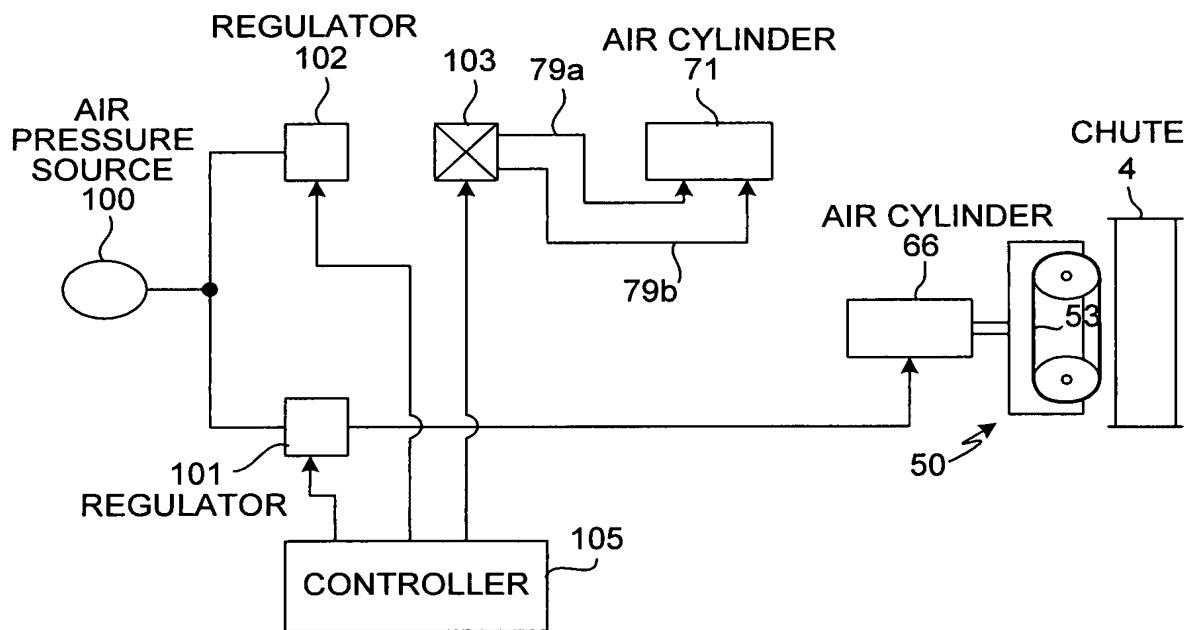 REGULATOR
102
103
79a
AIR CYLINDER
71
AIR
PRESSURE
SOURCE
100
CHUTE
4
AIR CYLINDER
66
79b
53
101
REGULATOR
50
105
CONTROLLER